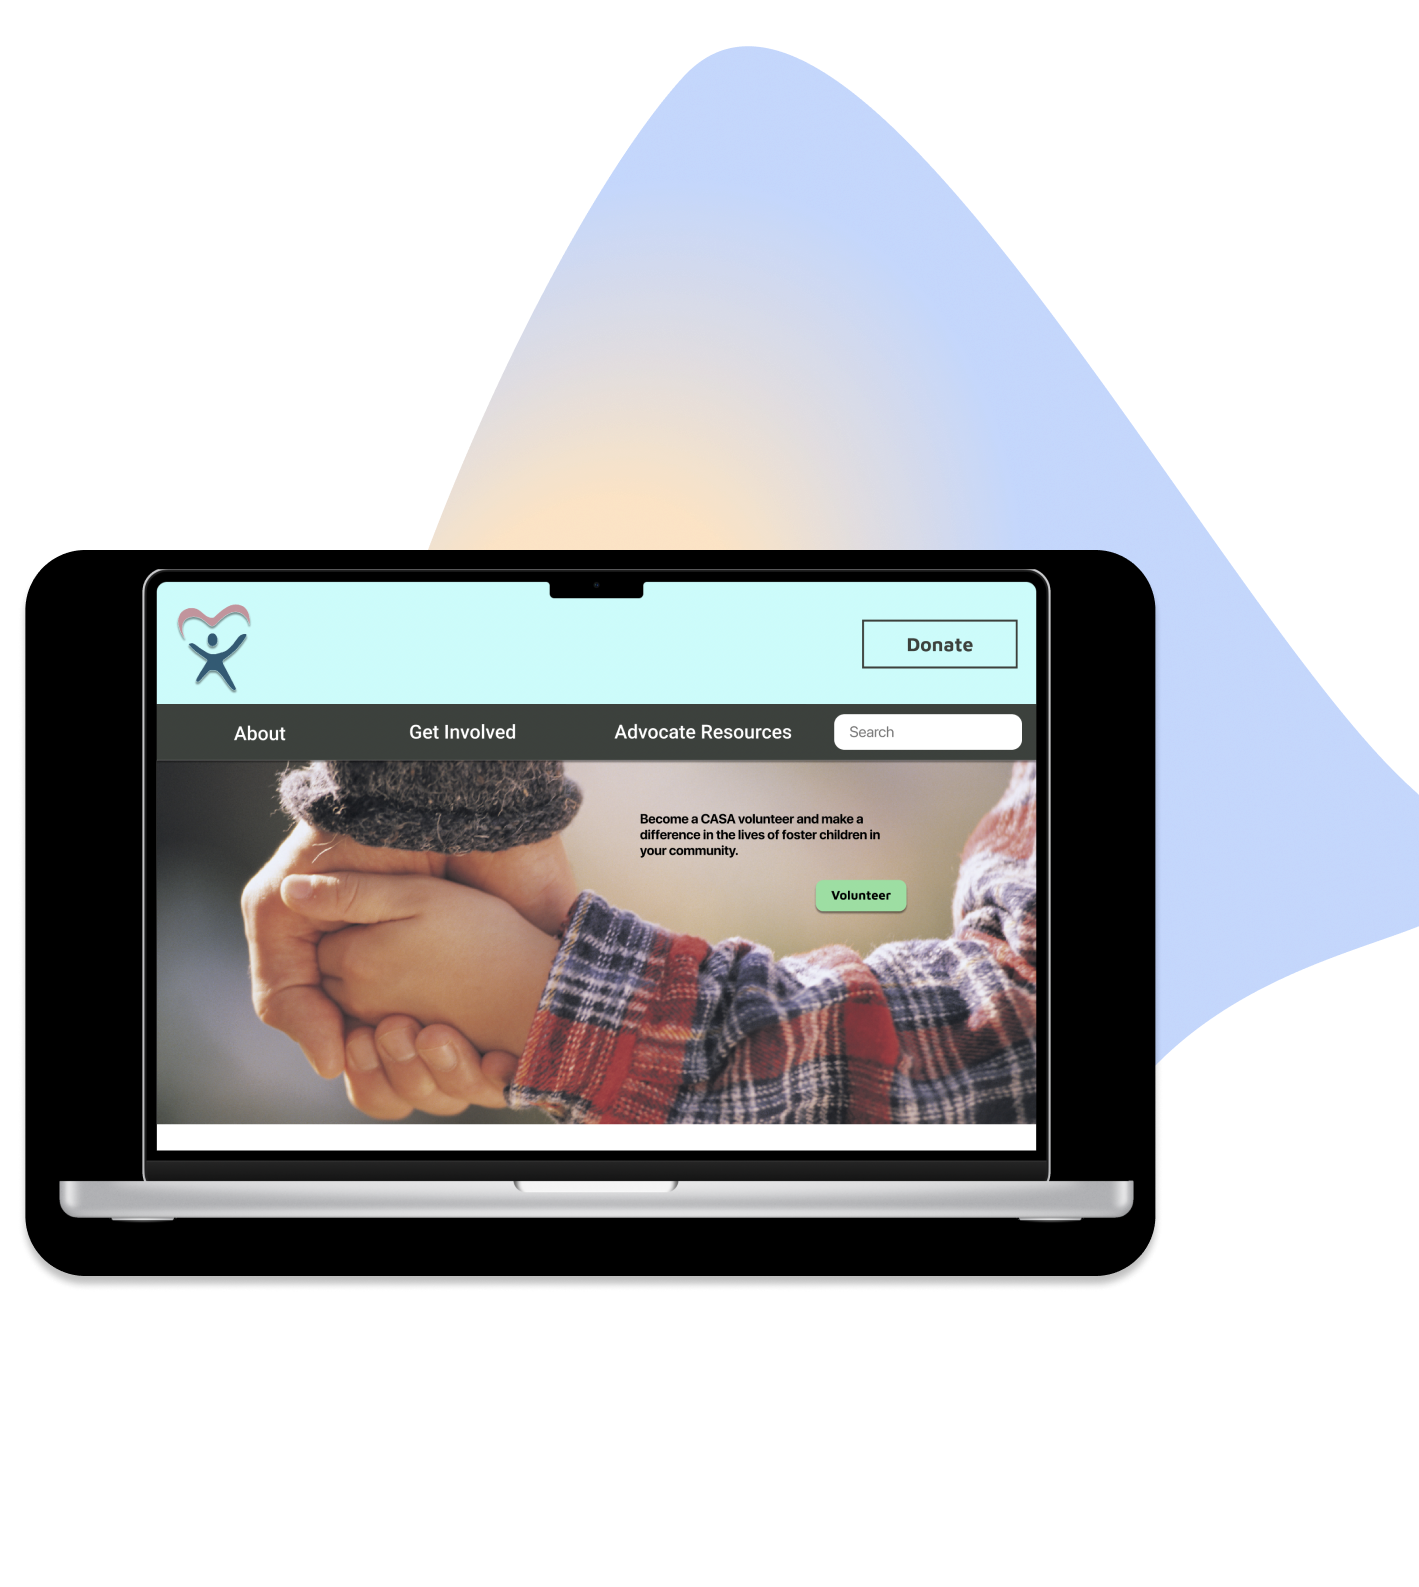 Donate
About
Get Involved
Advocate Resources
Search
Become a CASA volunteer and make a
difference in the lives of foster children in
your community.
Volunteer